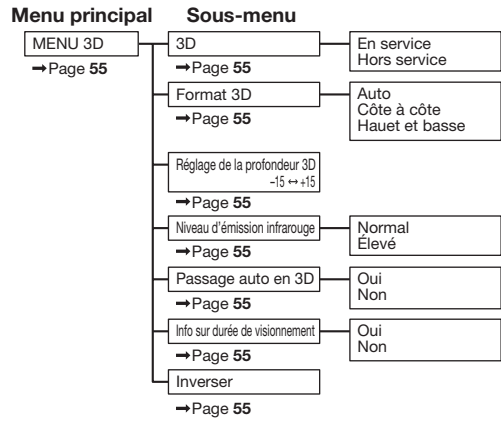 Menu principal Sous-menu
MENU 3D 3D En service
Hors service
➞Page 55 ➞Page 55
Format 3D Auto
Côte à côte
Hauet et basse
➞Page 55
Réglage de la profondeur 3D
–15 ↔ +15
➞Page 55
Niveau d'émission infrarouge Normal
Élevé
➞Page 55
Passage auto en 3D Oui
Non
➞Page 55
Info sur durée de visionnement Oui
Non
➞Page 55
Inverser
➞Page 55